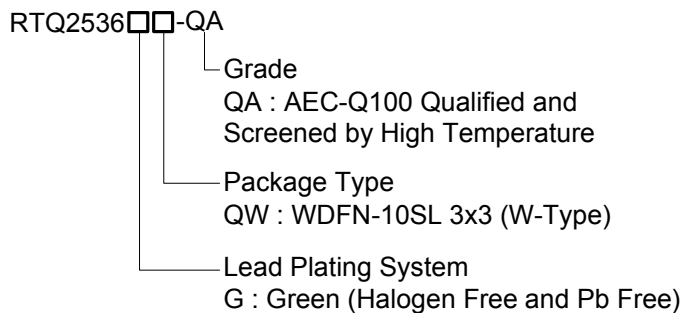 RTQ2536□□-QA
Grade
QA : AEC-Q100 Qualified and
Screened by High Temperature
Package Type
QW : WDFN-10SL 3x3 (W-Type)
Lead Plating System
G : Green (Halogen Free and Pb Free)